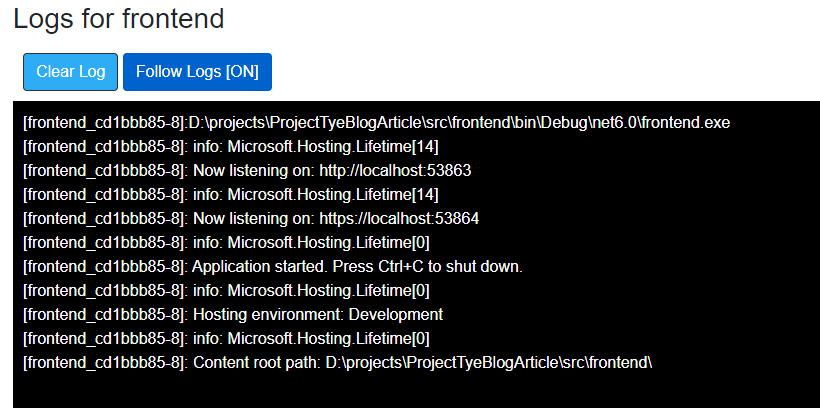 Logs for frontend
Clear Log Follow Logs [ON]
[frontend_cd1bbb85-8]:D:\projects\ProjectTyeBlogArticle\src\frontend\bin\Debug\net6.0\frontend.exe
[frontend_cd1bbb85-8]: info: Microsoft.Hosting.Lifetime[14]
[frontend_cd1bbb85-8]: Now listening on: http://localhost:53863
[frontend_cd1bbb85-8]: info: Microsoft.Hosting.Lifetime[14]
[frontend_cd1bbb85-8]: Now listening on: https://localhost:53864
[frontend_cd1bbb85-8]: info: Microsoft.Hosting.Lifetime[0]
[frontend_cd1bbb85-8]: Application started. Press Ctrl+C to shut down.
[frontend_cd1bbb85-8]: info: Microsoft.Hosting.Lifetime[0]
[frontend_cd1bbb85-8]: Hosting environment: Development
[frontend_cd1bbb85-8]: info: Microsoft.Hosting.Lifetime[0]
[frontend_cd1bbb85-8]: Content root path: D:\projects\ProjectTyeBlogArticle\src\frontend\